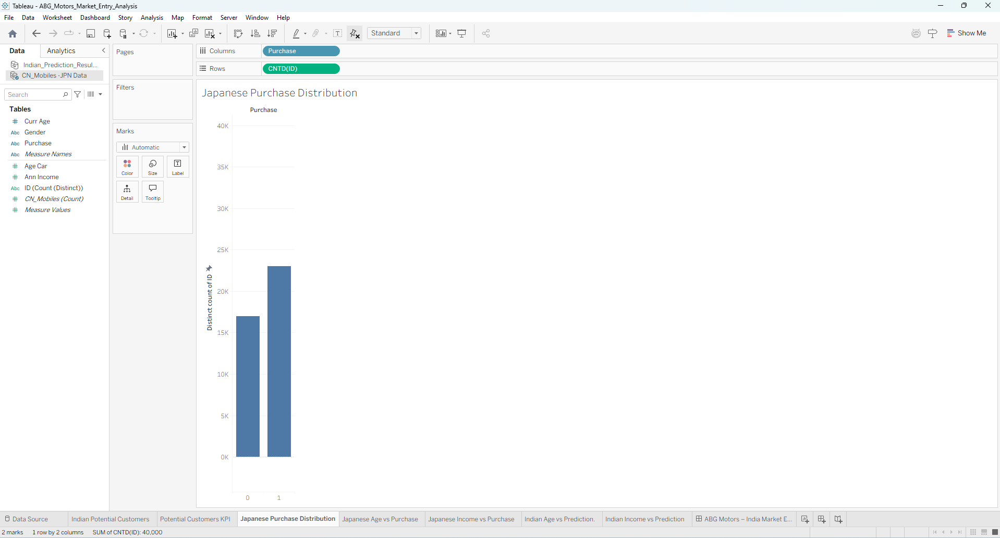 Tableau - ABG_Motors_Market_Entry_Analysis
File Data Worksheet Dashboard Story Analysis Map Format Server Window Help
Standard
Show Me
Data Analytics
Indian_Prediction_Resul...
CN_Mobiles -JPN Data
Search
Tables
# Curr Age
Abc Gender
Abc Purchase
Abc Measure Names
# Age Car
# Ann Income
Abc ID (Count (Distinct))
# CN_Mobiles (Count)
# Measure Values
Pages
Filters
Marks
Automatic
Color Size Label
Detail Tooltip
Columns Purchase
Rows CNTD(ID)
Japanese Purchase Distribution
Purchase
40K
35K
30K
25K
20K
15K
10K
5K
0K
Distinct count of ID
0 1
Data Source Indian Potential Customers Potential Customers KPI Japanese Purchase Distribution Japanese Age vs Purchase Japanese Income vs Purchase Indian Age vs Prediction. Indian Income vs Prediction ABG Motors – India Market E...
2 marks 1 row by 2 columns SUM of CNTD(ID): 40,000